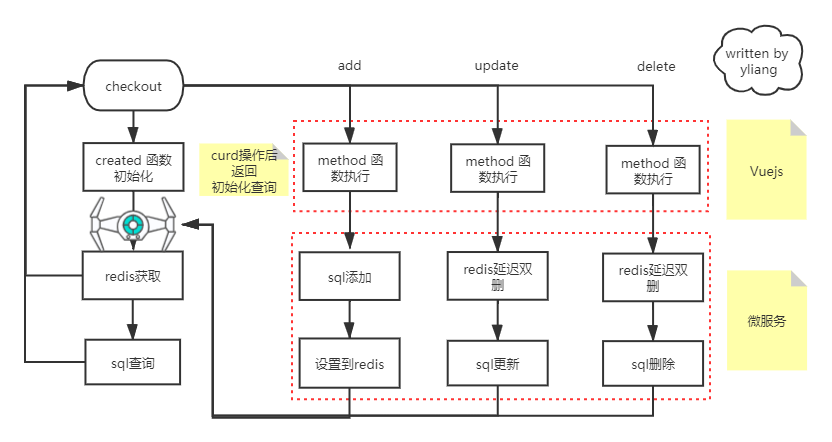 written by
yliang
add
update
delete
checkout
created 函数
初始化
curd操作后
返回
初始化查询
method 函
数执行
method 函
数执行
method 函
数执行
Vuejs
redis获取
sql添加
redis延迟双
删
redis延迟双
删
微服务
sql查询
设置到redis
sql更新
sql删除